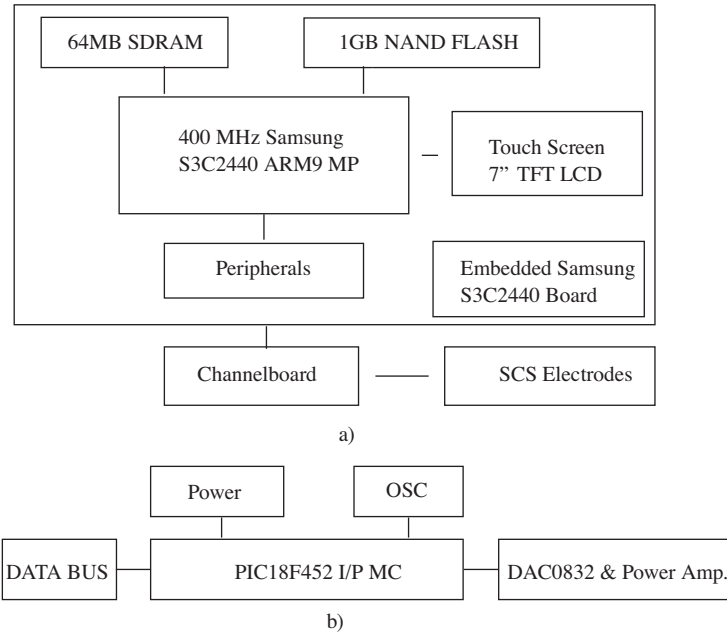 64MB SDRAM
1GB NAND FLASH
400 MHz Samsung
S3C2440 ARM9 MP
Touch Screen
7” TFT LCD
Peripherals
Embedded Samsung
S3C2440 Board
Channelboard
SCS Electrodes
a)
Power
OSC
DATA BUS
PIC18F452 I/P MC
DAC0832 & Power Amp.
b)